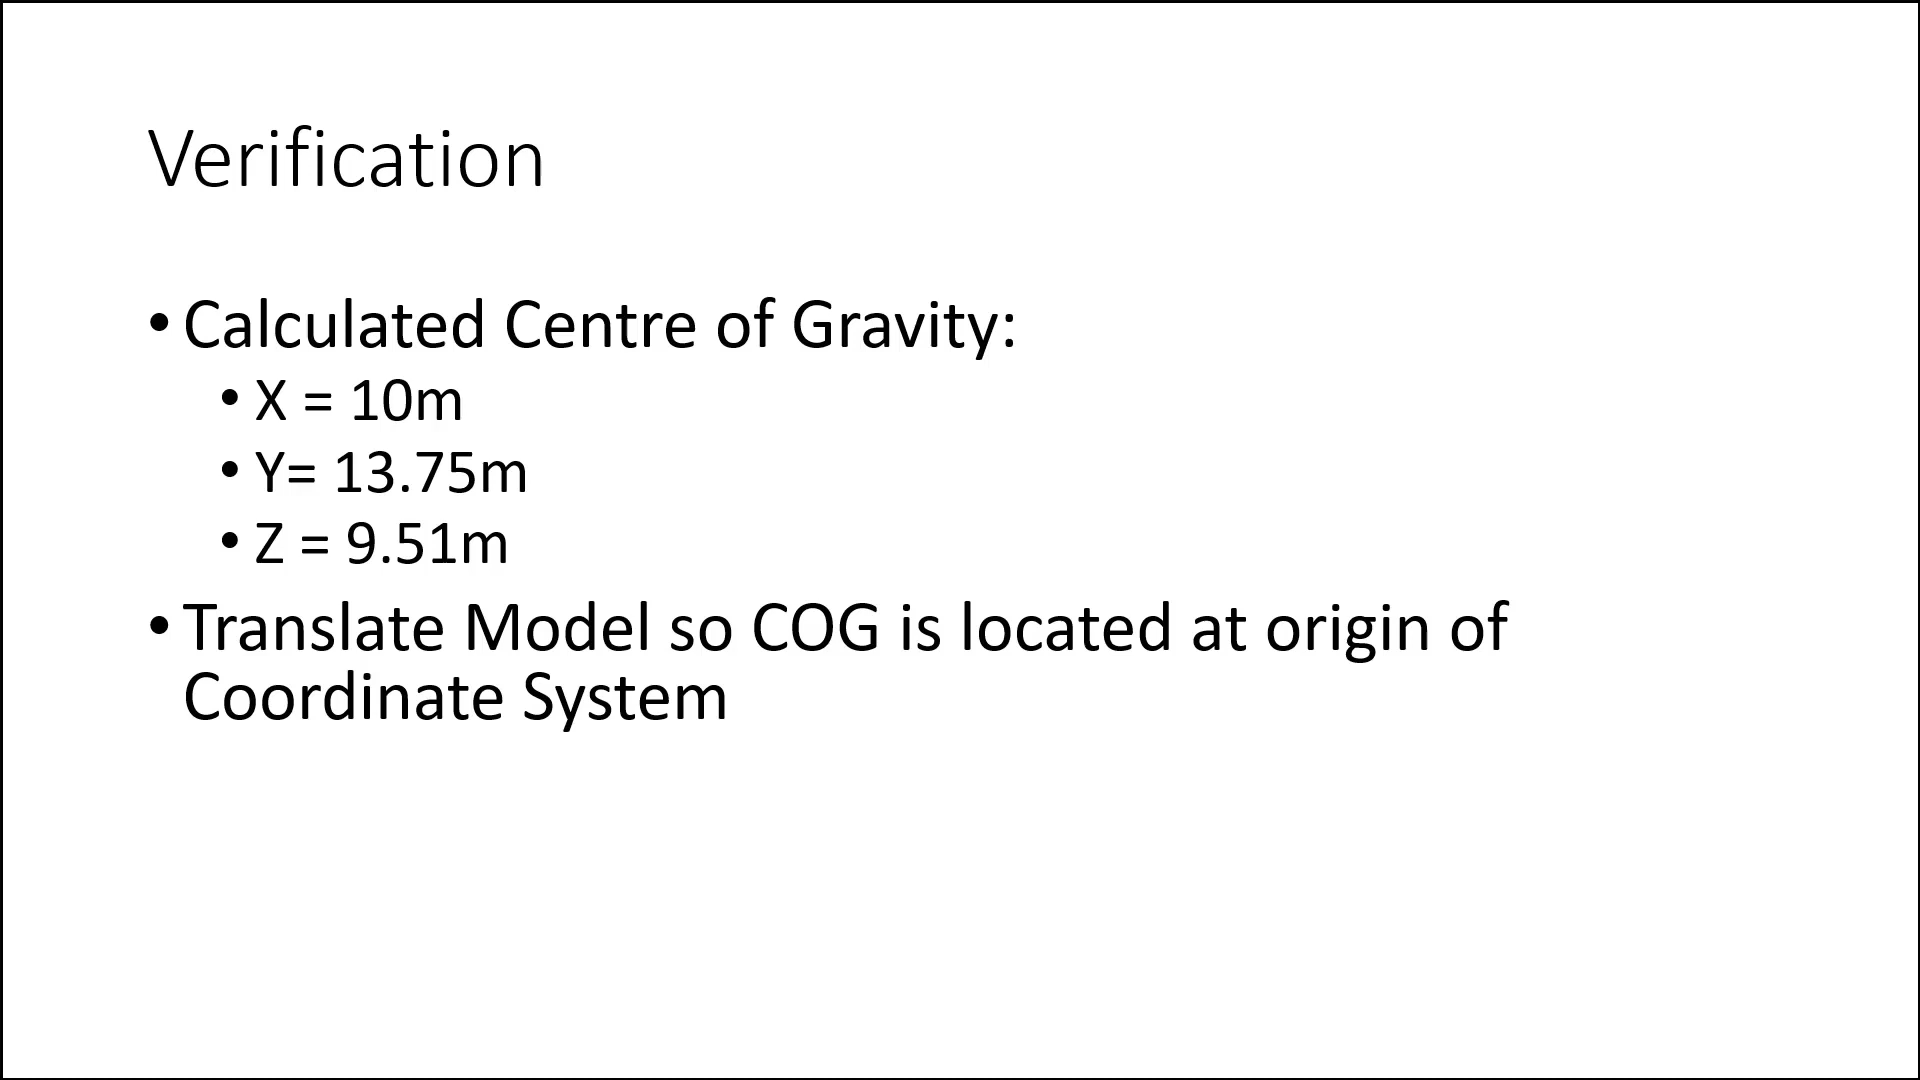 Verification
• Calculated Centre of Gravity:
• X = 10m
• Y= 13.75m
• Z = 9.51m
• Translate Model so COG is located at origin of
Coordinate System